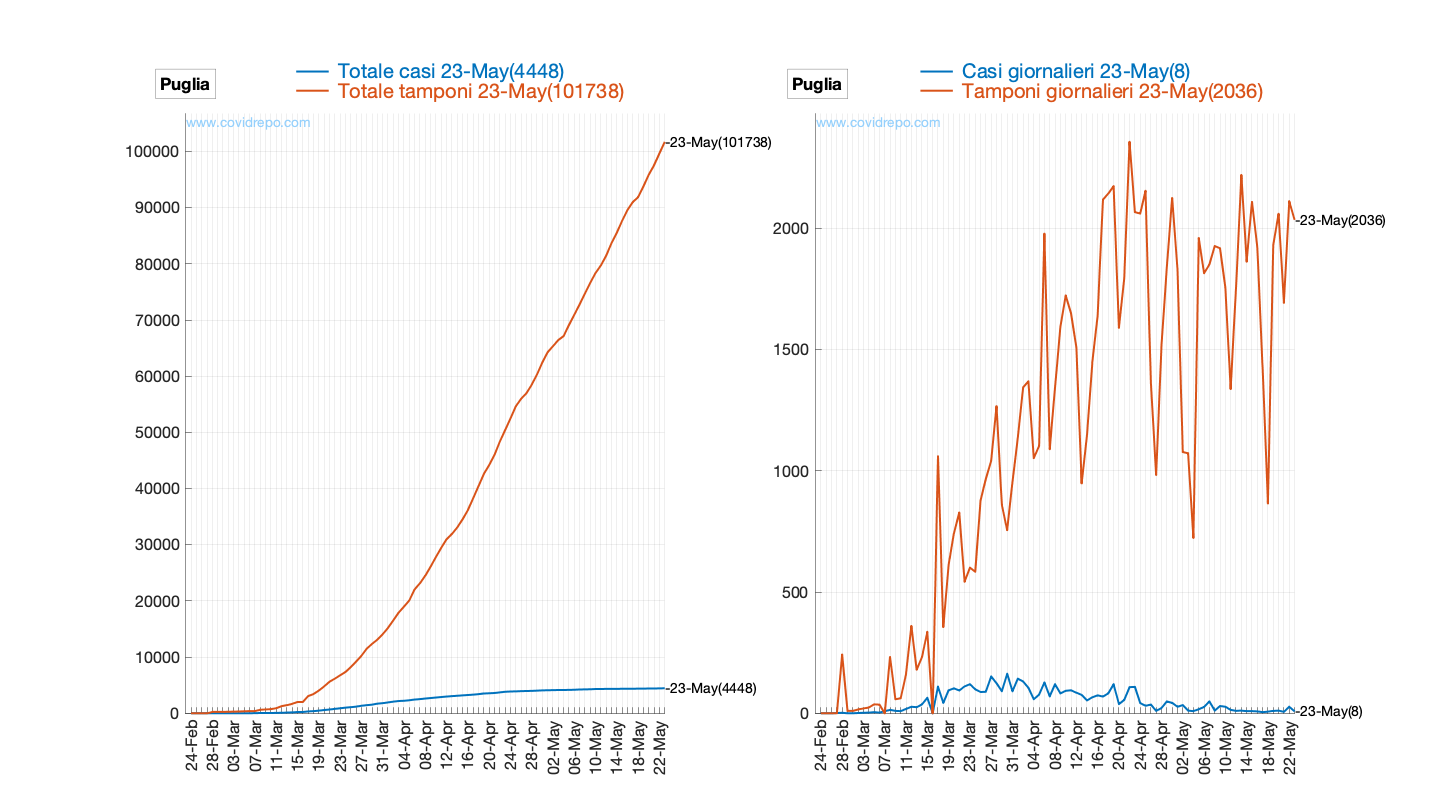 Puglia
Totale casi 23-May(4448)
Totale tamponi 23-May(101738)
www.covidrepo.com
23-May(101738)
100000
90000
80000
70000
60000
50000
40000
30000
20000
10000
0
23-May(4448)
24-Feb
28-Feb
03-Mar
07-Mar
11-Mar
15-Mar
19-Mar
23-Mar
27-Mar
31-Mar
04-Apr
08-Apr
12-Apr
16-Apr
20-Apr
24-Apr
28-Apr
02-May
06-May
10-May
14-May
18-May
22-May
Puglia
Casi giornalieri 23-May(8)
Tamponi giornalieri 23-May(2036)
www.covidrepo.com
23-May(2036)
2000
1500
1000
500
0
23-May(8)
24-Feb
28-Feb
03-Mar
07-Mar
11-Mar
15-Mar
19-Mar
23-Mar
27-Mar
31-Mar
04-Apr
08-Apr
12-Apr
16-Apr
20-Apr
24-Apr
28-Apr
02-May
06-May
10-May
14-May
18-May
22-May